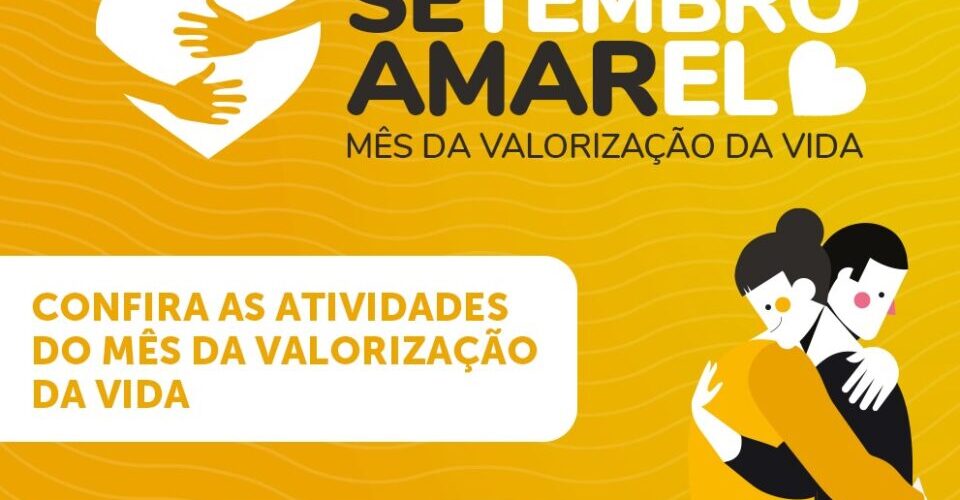 SETEMBRO
AMAREL
MÊS DA VALORIZAÇÃO DA VIDA
CONFIRA AS ATIVIDADES
DO MÊS DA VALORIZAÇÃO
DA VIDA